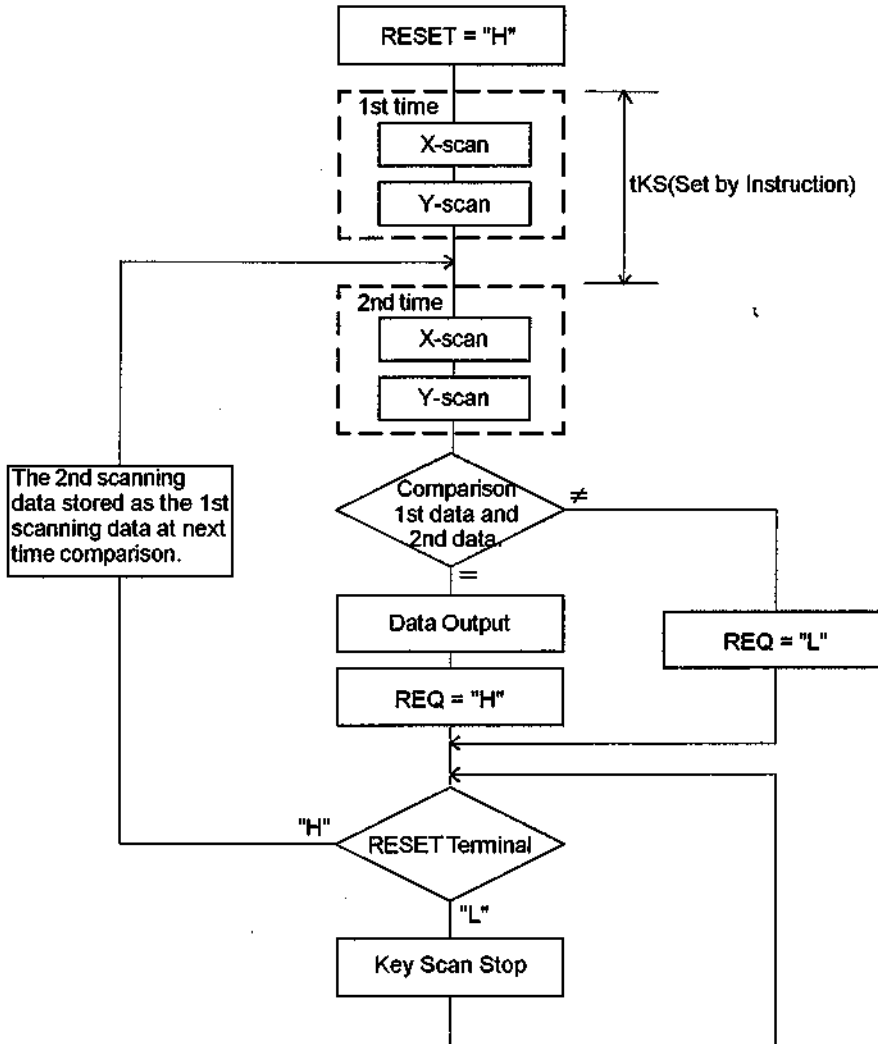 RESET = "H"
1st time
X-scan
Y-scan
tKS(Set by Instruction)
2nd time
X-scan
Y-scan
The 2nd scanning
data stored as the 1st
scanning data at next
time comparison.
Comparison
1st data and
2nd data.
≠
=
Data Output
REQ = "L"
REQ = "H"
"H"
RESET Terminal
"L"
Key Scan Stop